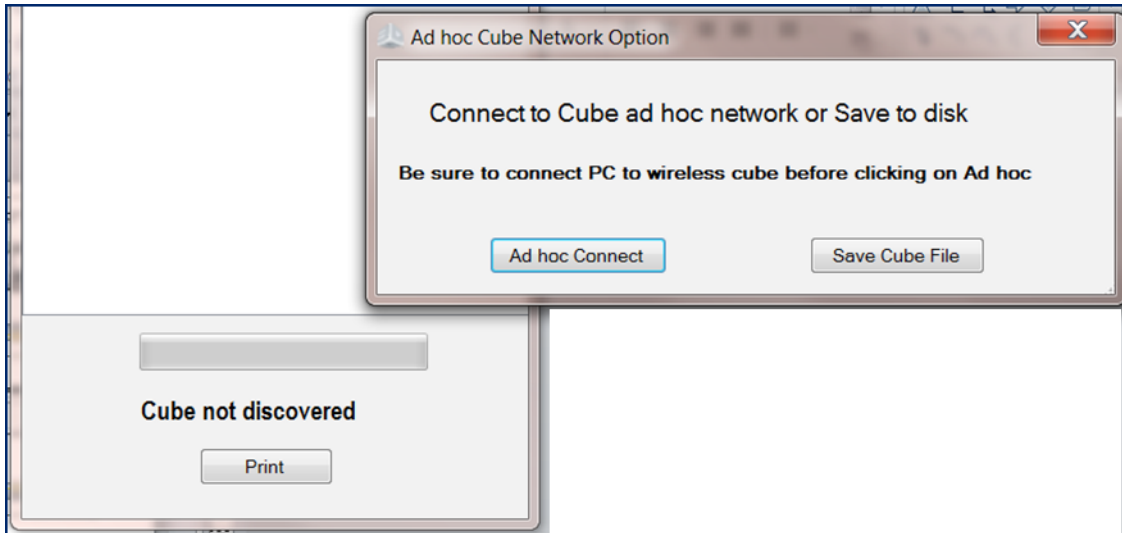 Ad hoc Cube Network Option
X
Connect to Cube ad hoc network or Save to disk
Be sure to connect PC to wireless cube before clicking on Ad hoc
Ad hoc Connect
Save Cube File
Cube not discovered
Print